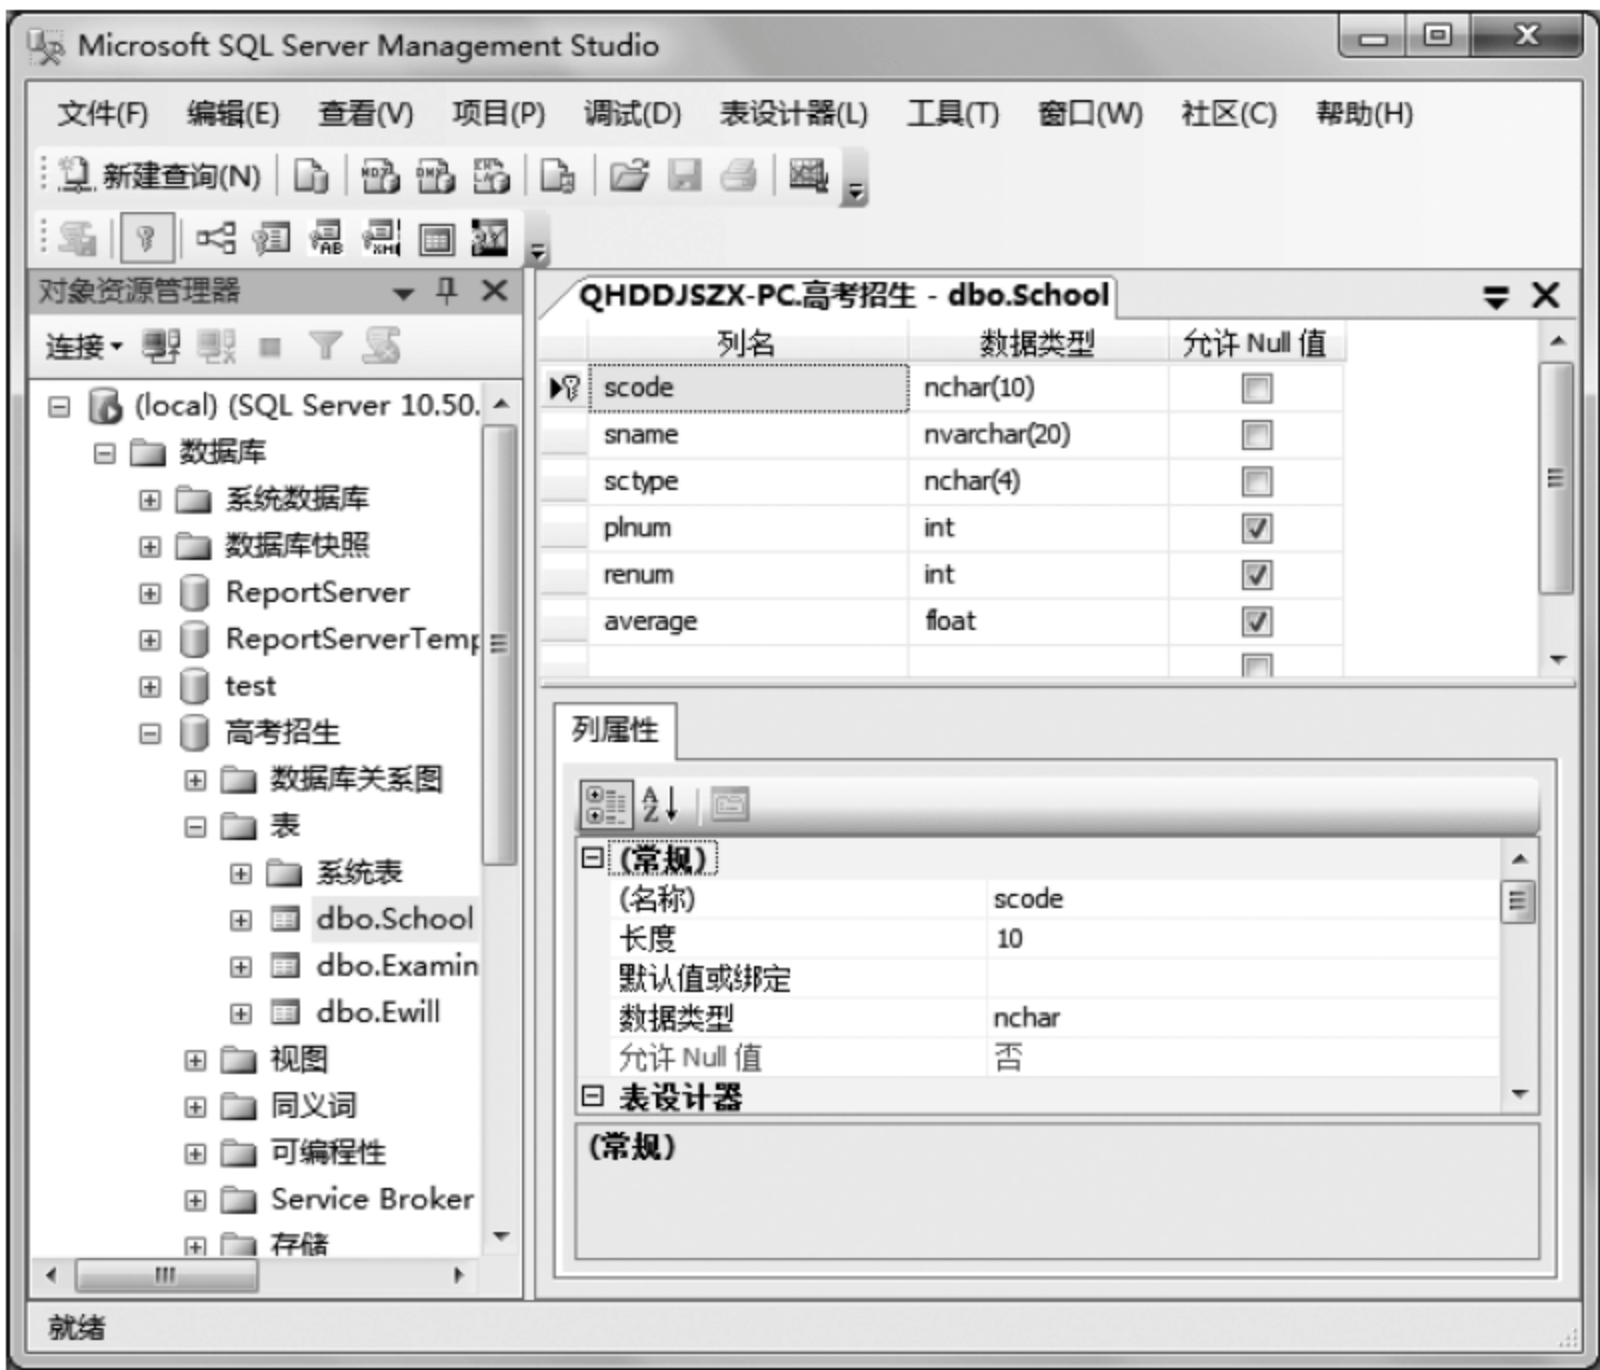 Microsoft SQL Server Management Studio
文件(F) 编辑(E) 查看(V) 项目(P) 调试(D) 表设计器(L) 工具(T) 窗口(W) 社区(C) 帮助(H)
新建查询(N)
对象资源管理器
连接
(local) (SQL Server 10.50.
数据库
系统数据库
数据库快照
ReportServer
ReportServerTemp
test
高考招生
数据库关系图
表
系统表
dbo.School
dbo.Examin
dbo.Ewill
视图
同义词
可编程性
Service Broker
存储
QHDDJSZX-PC.高考招生 - dbo.School
列名 数据类型 允许 Null 值
scode nchar(10)
sname nvarchar(20)
sctype nchar(4)
plnum int
renum int
average float
列属性
(常规)
(名称) scode
长度 10
默认值或绑定
数据类型 nchar
允许 Null 值 否
表设计器
(常规)
就绪